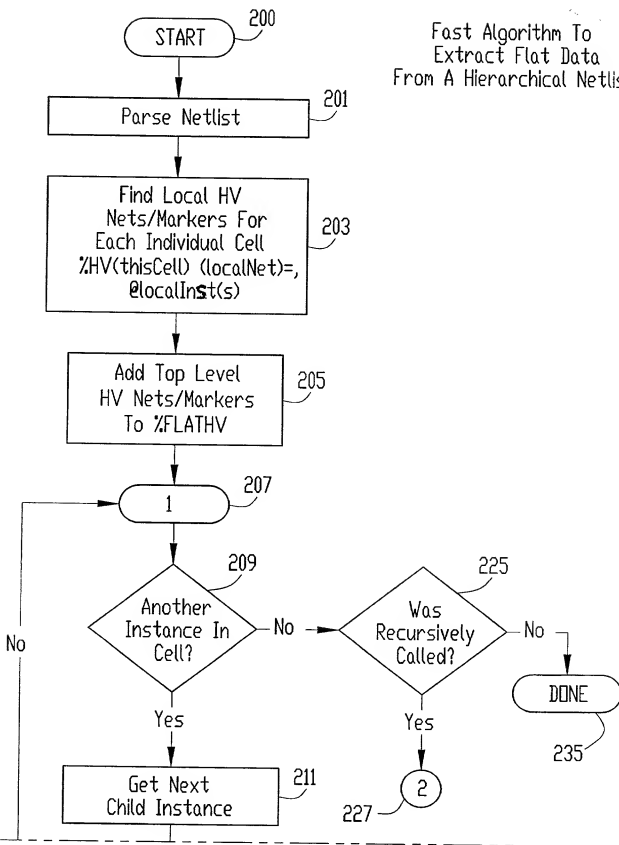 200
START
Fast Algorithm To
Extract Flat Data
From A Hierarchical
201
Parse Netlist
Find Local HV
Nets/Markers For
Each Individual Cell
%HV(thisCell) (localNet)=,
@localInst(s)
203
Add Top Level
HV Nets/Markers
To %FLATHV
205
1
207
209
Another
Instance In
Cell?
No
225
Was
Recursively
Called?
No
No
Yes
DONE
235
Yes
Get Next
Child Instance
211
2
227